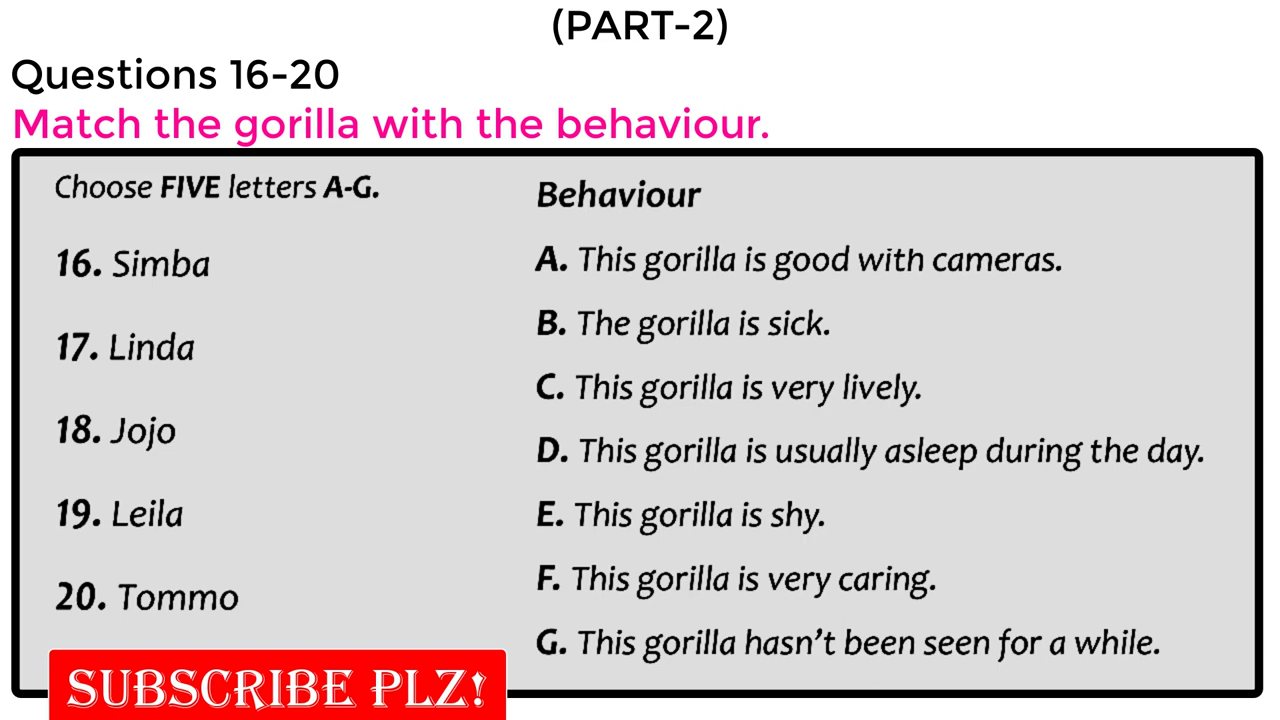 (PART-2)
Questions 16-20
Match the gorilla with the behaviour.
Choose FIVE letters A-G.
16. Simba
17. Linda
18. Jojo
19. Leila
20. Tommo
Behaviour
A. This gorilla is good with cameras.
B. The gorilla is sick.
C. This gorilla is very lively.
D. This gorilla is usually asleep during the day.
E. This gorilla is shy.
F. This gorilla is very caring.
G. This gorilla hasn't been seen for a while.
SUBSCRIBE PLZ!